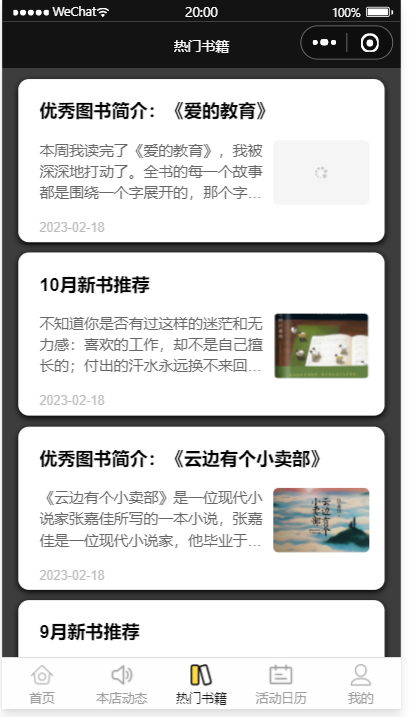 WeChat 20:00 100%
热门书籍
优秀图书简介：《爱的教育》
本周我读完了《爱的教育》，我被
深深地打动了。全书的每一个故事
都是围绕一个字展开的，那个字...
2023-02-18
10月新书推荐
不知道你是否有过这样的迷茫和无
力感：喜欢的工作，却不是自己擅
长的；付出的汗水永远换不来回...
2023-02-18
优秀图书简介：《云边有个小卖部》
《云边有个小卖部》是一位现代小
说家张嘉佳所写的一本小说，张嘉
佳是一位现代小说家，他毕业于...
云边有个小卖部
2023-02-18
9月新书推荐
首页 本店动态 热门书籍 活动日历 我的